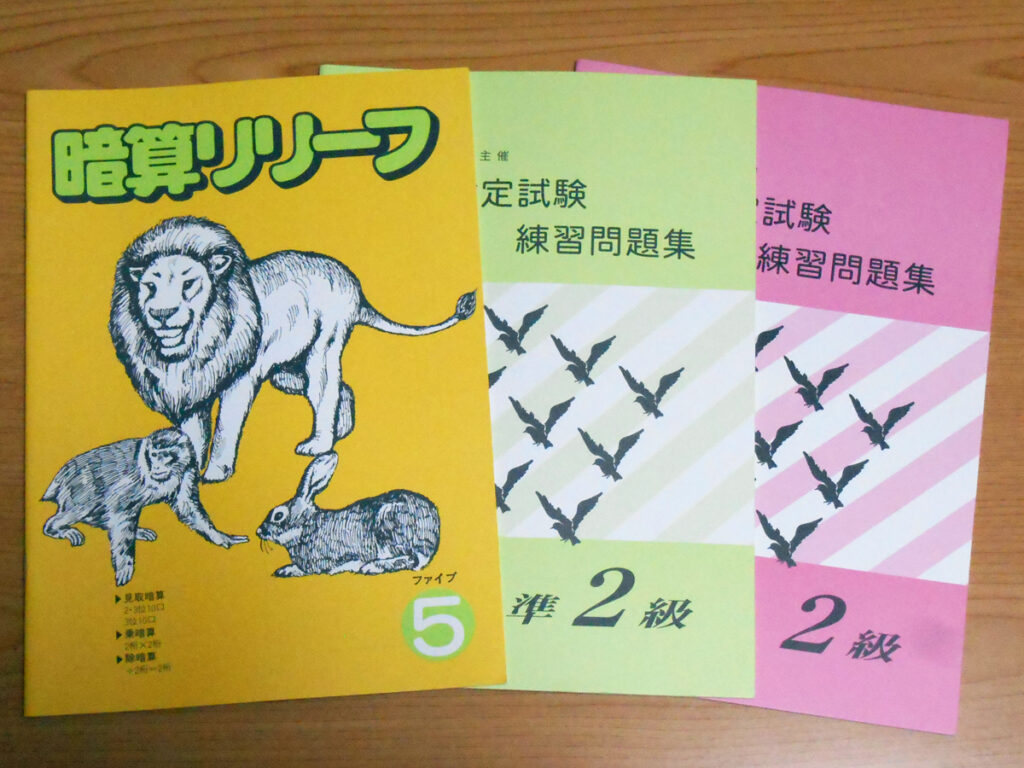 暗算リリーフ
▶見取暗算
2・3位10口
3位10口
▶乗暗算
2桁×2桁
▶除暗算
÷2桁=2桁
ファイブ
5
主催
定試験
練習問題集
準2級
試験
練習問題集
2級